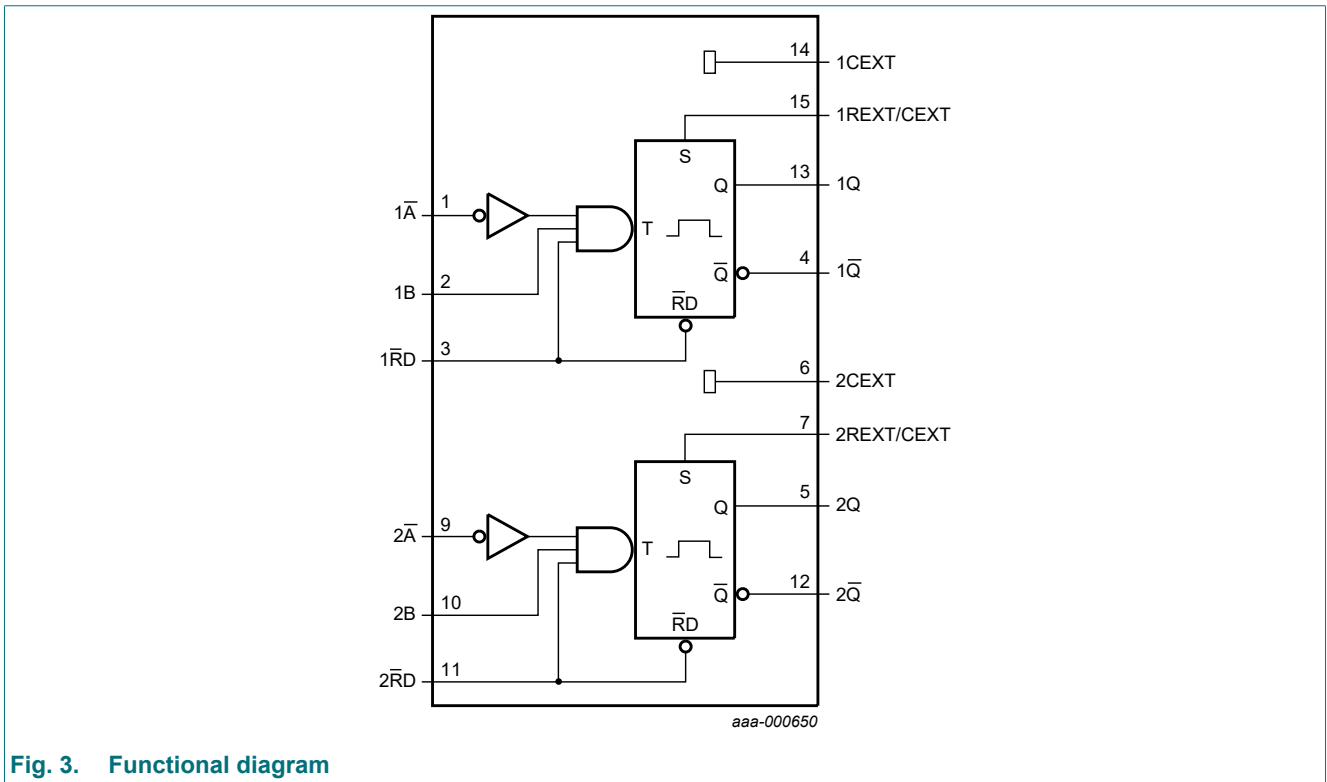 14 1CEXT
15 1REXT/CEXT
S
Q 13 1Q
1A̅ 1
T
Q̅ 4 1Q̅
1B 2
R̅D
1R̅D 3
6 2CEXT
7 2REXT/CEXT
S
Q 5 2Q
2A̅ 9
T
Q̅ 12 2Q̅
2B 10
R̅D
2R̅D 11
aaa-000650
Fig. 3. Functional diagram